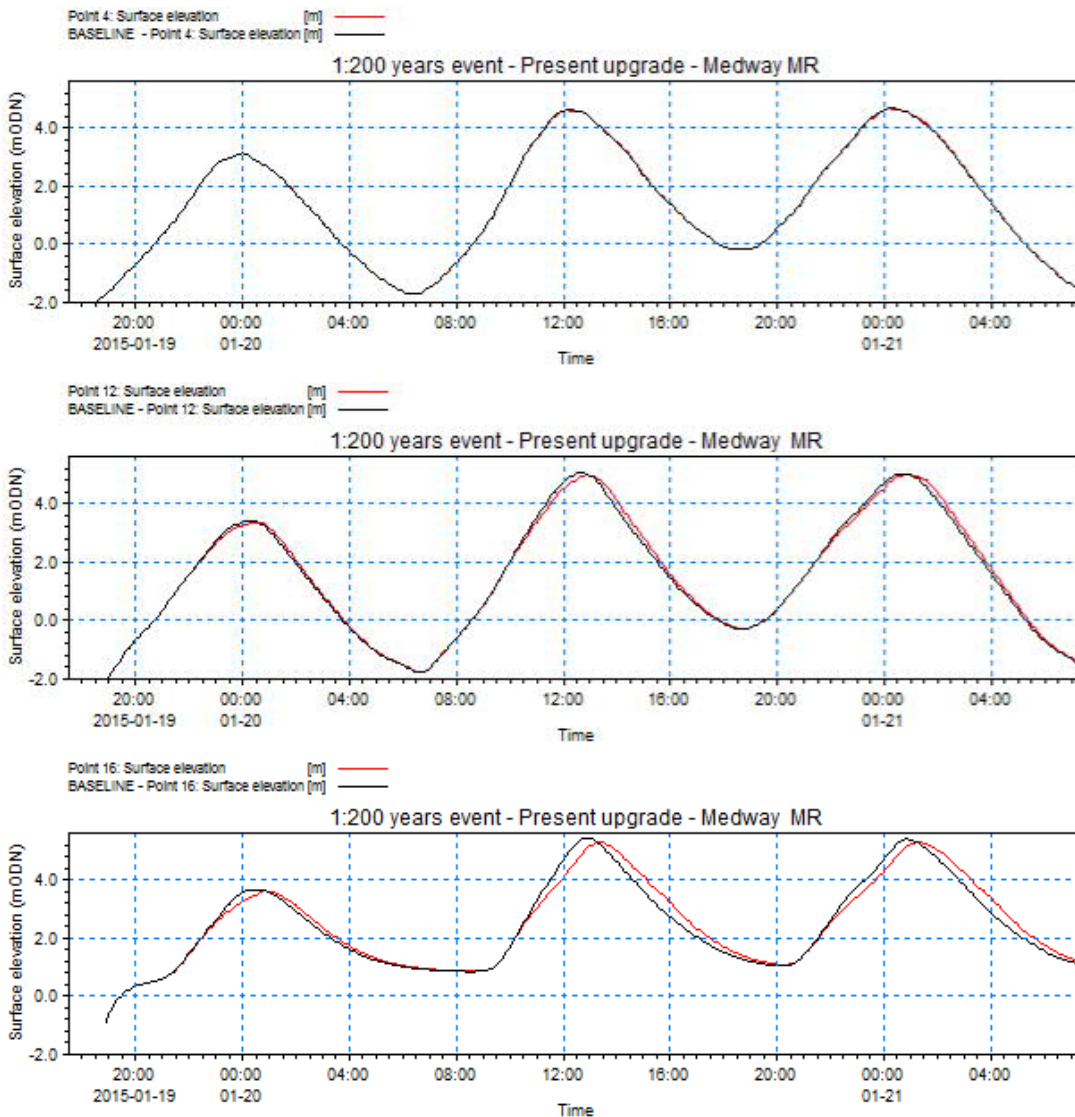 Point 4: Surface elevation [m]
BASELINE - Point 4: Surface elevation [m]
1:200 years event - Present upgrade - Medway MR
Surface elevation (mODN)
4.0
2.0
0.0
-2.0
20:00 00:00 04:00 08:00 12:00 16:00 20:00 00:00 04:00
2015-01-19 01-20 01-21
Time
Point 12: Surface elevation [m]
BASELINE - Point 12: Surface elevation [m]
1:200 years event - Present upgrade - Medway MR
Surface elevation (mODN)
4.0
2.0
0.0
-2.0
20:00 00:00 04:00 08:00 12:00 16:00 20:00 00:00 04:00
2015-01-19 01-20 01-21
Time
Point 16: Surface elevation [m]
BASELINE - Point 16: Surface elevation [m]
1:200 years event - Present upgrade - Medway MR
Surface elevation (mODN)
4.0
2.0
0.0
-2.0
20:00 00:00 04:00 08:00 12:00 16:00 20:00 00:00 04:00
2015-01-19 01-20 01-21
Time